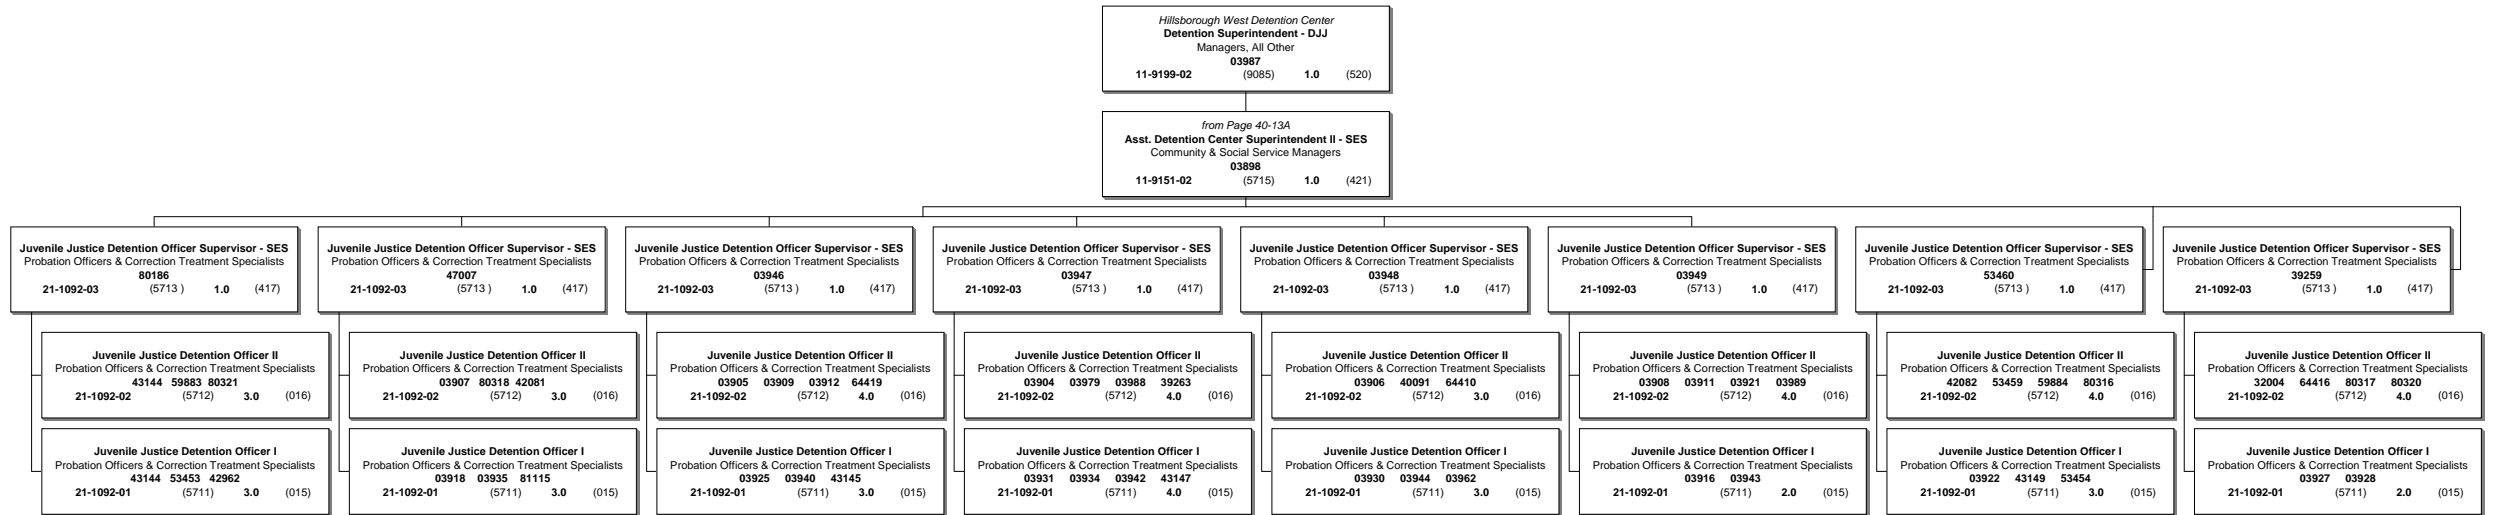 Hillsborough West Detention Center
Detention Superintendent - DJJ
Managers, All Other
03987
11-9199-02 (9085) 1.0 (520)
from Page 40-13A
Asst. Detention Center Superintendent II - SES
Community & Social Service Managers
03898
11-9151-02 (5715) 1.0 (421)
Juvenile Justice Detention Officer Supervisor - SES
Probation Officers & Correction Treatment Specialists
80186
21-1092-03 (5713 ) 1.0 (417)
Juvenile Justice Detention Officer II
Probation Officers & Correction Treatment Specialists
43144 59883 80321
21-1092-02 (5712) 3.0 (016)
Juvenile Justice Detention Officer I
Probation Officers & Correction Treatment Specialists
43144 53453 42962
21-1092-01 (5711) 3.0 (015)
Juvenile Justice Detention Officer Supervisor - SES
Probation Officers & Correction Treatment Specialists
47007
21-1092-03 (5713 ) 1.0 (417)
Juvenile Justice Detention Officer II
Probation Officers & Correction Treatment Specialists
03907 80318 42081
21-1092-02 (5712) 3.0 (016)
Juvenile Justice Detention Officer I
Probation Officers & Correction Treatment Specialists
03918 03935 81115
21-1092-01 (5711) 3.0 (015)
Juvenile Justice Detention Officer Supervisor - SES
Probation Officers & Correction Treatment Specialists
03946
21-1092-03 (5713 ) 1.0 (417)
Juvenile Justice Detention Officer II
Probation Officers & Correction Treatment Specialists
03905 03909 03912 64419
21-1092-02 (5712) 4.0 (016)
Juvenile Justice Detention Officer I
Probation Officers & Correction Treatment Specialists
03925 03940 43145
21-1092-01 (5711) 3.0 (015)
Juvenile Justice Detention Officer Supervisor - SES
Probation Officers & Correction Treatment Specialists
03947
21-1092-03 (5713 ) 1.0 (417)
Juvenile Justice Detention Officer II
Probation Officers & Correction Treatment Specialists
03904 03979 03988 39263
21-1092-02 (5712) 4.0 (016)
Juvenile Justice Detention Officer I
Probation Officers & Correction Treatment Specialists
03931 03934 03942 43147
21-1092-01 (5711) 4.0 (015)
Juvenile Justice Detention Officer Supervisor - SES
Probation Officers & Correction Treatment Specialists
03948
21-1092-03 (5713 ) 1.0 (417)
Juvenile Justice Detention Officer II
Probation Officers & Correction Treatment Specialists
03906 40091 64410
21-1092-02 (5712) 3.0 (016)
Juvenile Justice Detention Officer I
Probation Officers & Correction Treatment Specialists
03930 03944 03962
21-1092-01 (5711) 3.0 (015)
Juvenile Justice Detention Officer Supervisor - SES
Probation Officers & Correction Treatment Specialists
03949
21-1092-03 (5713 ) 1.0 (417)
Juvenile Justice Detention Officer II
Probation Officers & Correction Treatment Specialists
03908 03911 03921 03989
21-1092-02 (5712) 4.0 (016)
Juvenile Justice Detention Officer I
Probation Officers & Correction Treatment Specialists
03916 03943
21-1092-01 (5711) 2.0 (015)
Juvenile Justice Detention Officer Supervisor - SES
Probation Officers & Correction Treatment Specialists
53460
21-1092-03 (5713 ) 1.0 (417)
Juvenile Justice Detention Officer II
Probation Officers & Correction Treatment Specialists
42082 53459 59884 80316
21-1092-02 (5712) 4.0 (016)
Juvenile Justice Detention Officer I
Probation Officers & Correction Treatment Specialists
03922 43149 53454
21-1092-01 (5711) 3.0 (015)
Juvenile Justice Detention Officer Supervisor - SES
Probation Officers & Correction Treatment Specialists
39259
21-1092-03 (5713 ) 1.0 (417)
Juvenile Justice Detention Officer II
Probation Officers & Correction Treatment Specialists
32004 64416 80317 80320
21-1092-02 (5712) 4.0 (016)
Juvenile Justice Detention Officer I
Probation Officers & Correction Treatment Specialists
03927 03928
21-1092-01 (5711) 2.0 (015)